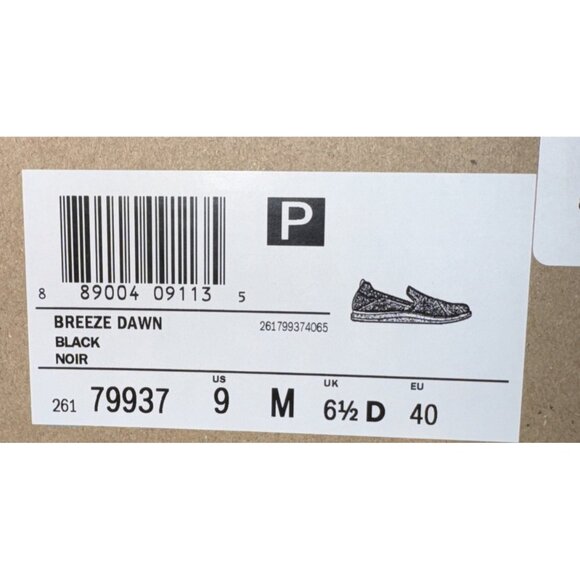 P
8 89004 09113 5
BREEZE DAWN 261799374065
BLACK
NOIR
US UK EU
261 79937 9 M 6½ D 40